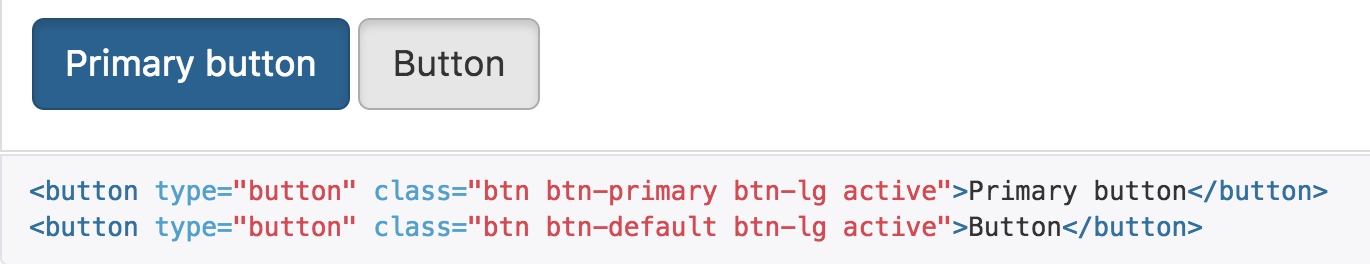 Primary button Button
<button type="button" class="btn btn-primary btn-lg active">Primary button</button>
<button type="button" class="btn btn-default btn-lg active">Button</button>